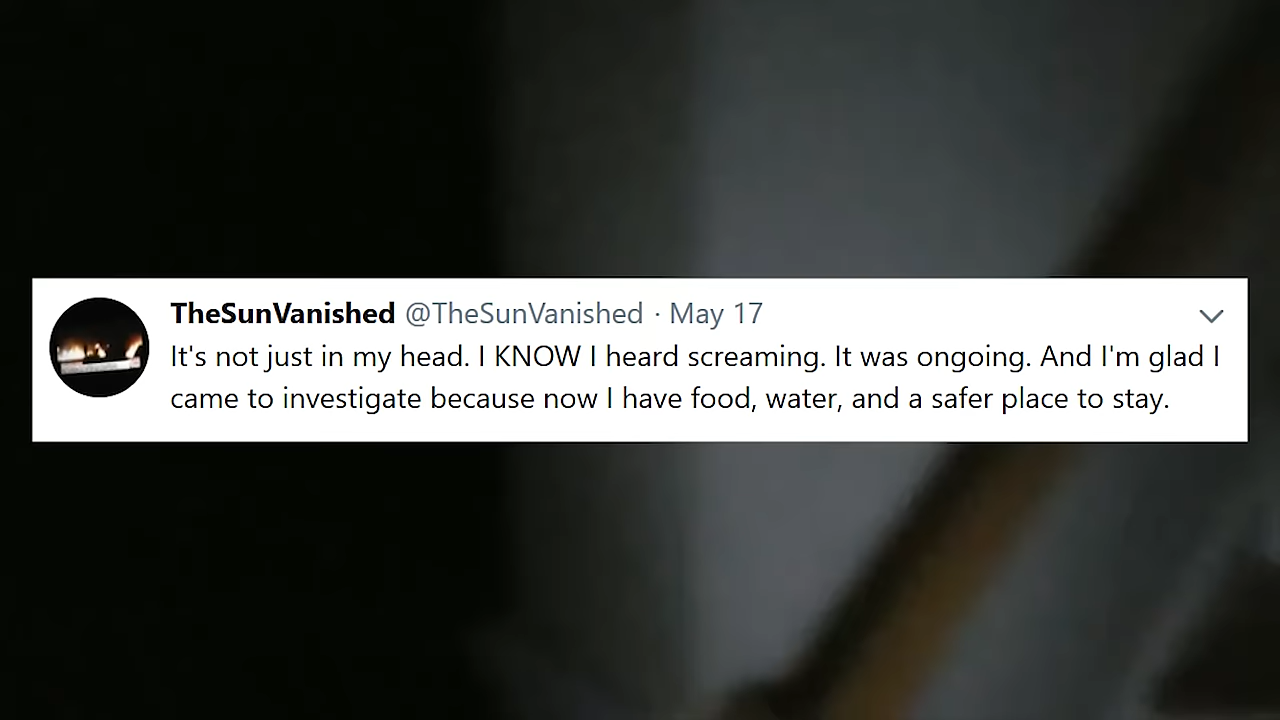 TheSunVanished @TheSunVanished · May 17
It's not just in my head. I KNOW I heard screaming. It was ongoing. And I'm glad I
came to investigate because now I have food, water, and a safer place to stay.